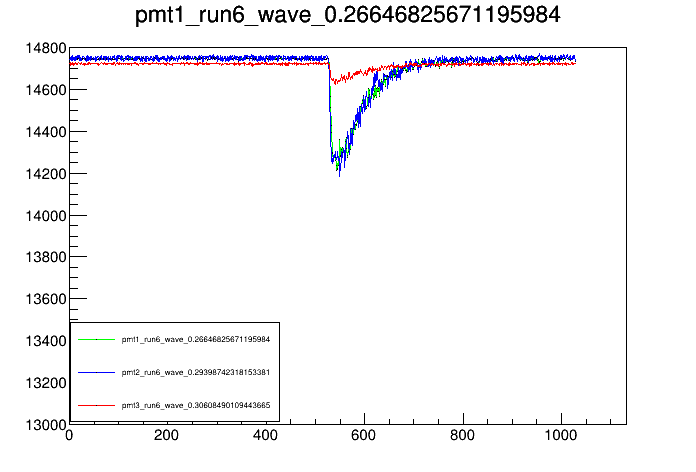 pmt1_run6_wave_0.26646825671195984
14800
14600
14400
14200
14000
13800
13600
13400
13200
13000
pmt1_run6_wave_0.26646825671195984
pmt2_run6_wave_0.29398742318153381
pmt3_run6_wave_0.30608490109443665
0 200 400 600 800 1000